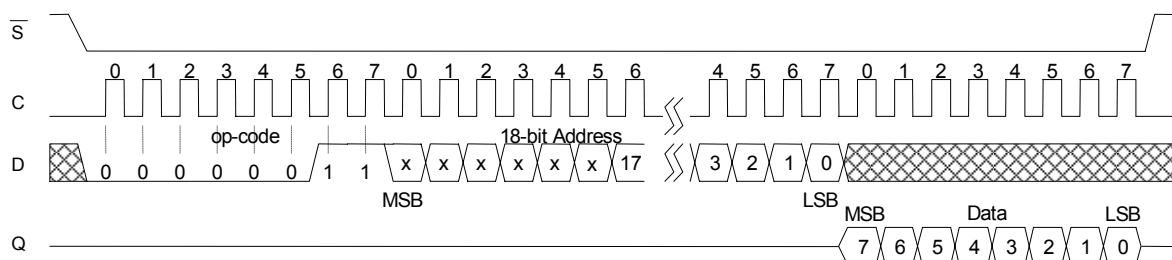 S
0 1 2 3 4 5 6 7 0 1 2 3 4 5 6 4 5 6 7 0 1 2 3 4 5 6 7
C
op-code 18-bit Address
D 0 0 0 0 0 0 1 1 x x x x x x 17 3 2 1 0
MSB LSB MSB Data LSB
Q 7 6 5 4 3 2 1 0